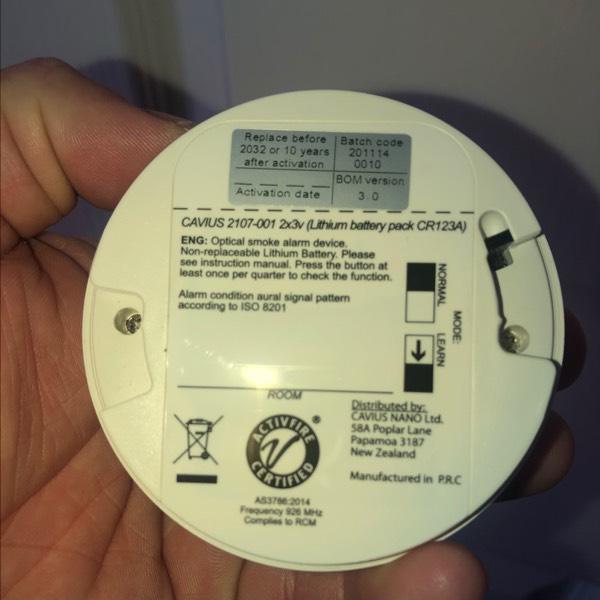 Replace before
2032 or 10 years
after activation
Activation date
Batch code
201114
0010
BOM version
3.0
CAVIUS 2107-001 2x3v (Lithium battery pack CR123A)
ENG: Optical smoke alarm device.
Non-replaceable Lithium Battery. Please
see instruction manual. Press the button at
least once per quarter to check the function.
Alarm condition aural signal pattern
according to ISO 8201
MODE:
NORMAL
LEARN
ROOM
ACTIVFIRE ®
CERTIFIED
Distributed by:
CAVIUS NANO Ltd.
58A Poplar Lane
Papamoa 3187
New Zealand
Manufactured in P.R.C
AS3786:2014
Frequency 926 MHz
Complies to RCM